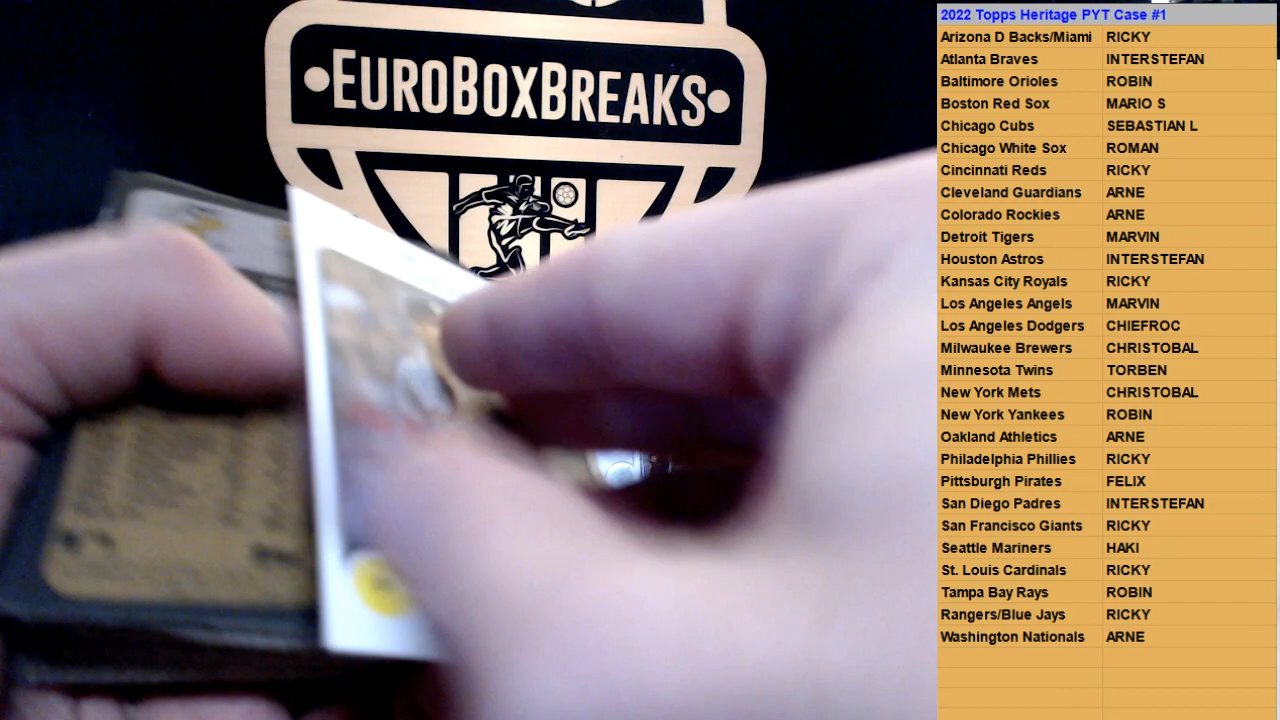 EUROBOXBREAKS
2022 Topps Heritage PYT Case #1
Arizona D Backs/Miami RICKY
Atlanta Braves INTERSTEFAN
Baltimore Orioles ROBIN
Boston Red Sox MARIO S
Chicago Cubs SEBASTIAN L
Chicago White Sox ROMAN
Cincinnati Reds RICKY
Cleveland Guardians ARNE
Colorado Rockies ARNE
Detroit Tigers MARVIN
Houston Astros INTERSTEFAN
Kansas City Royals RICKY
Los Angeles Angels MARVIN
Los Angeles Dodgers CHIEFROC
Milwaukee Brewers CHRISTOBAL
Minnesota Twins TORBEN
New York Mets CHRISTOBAL
New York Yankees ROBIN
Oakland Athletics ARNE
Philadelphia Phillies RICKY
Pittsburgh Pirates FELIX
San Diego Padres INTERSTEFAN
San Francisco Giants RICKY
Seattle Mariners HAKI
St. Louis Cardinals RICKY
Tampa Bay Rays ROBIN
Rangers/Blue Jays RICKY
Washington Nationals ARNE